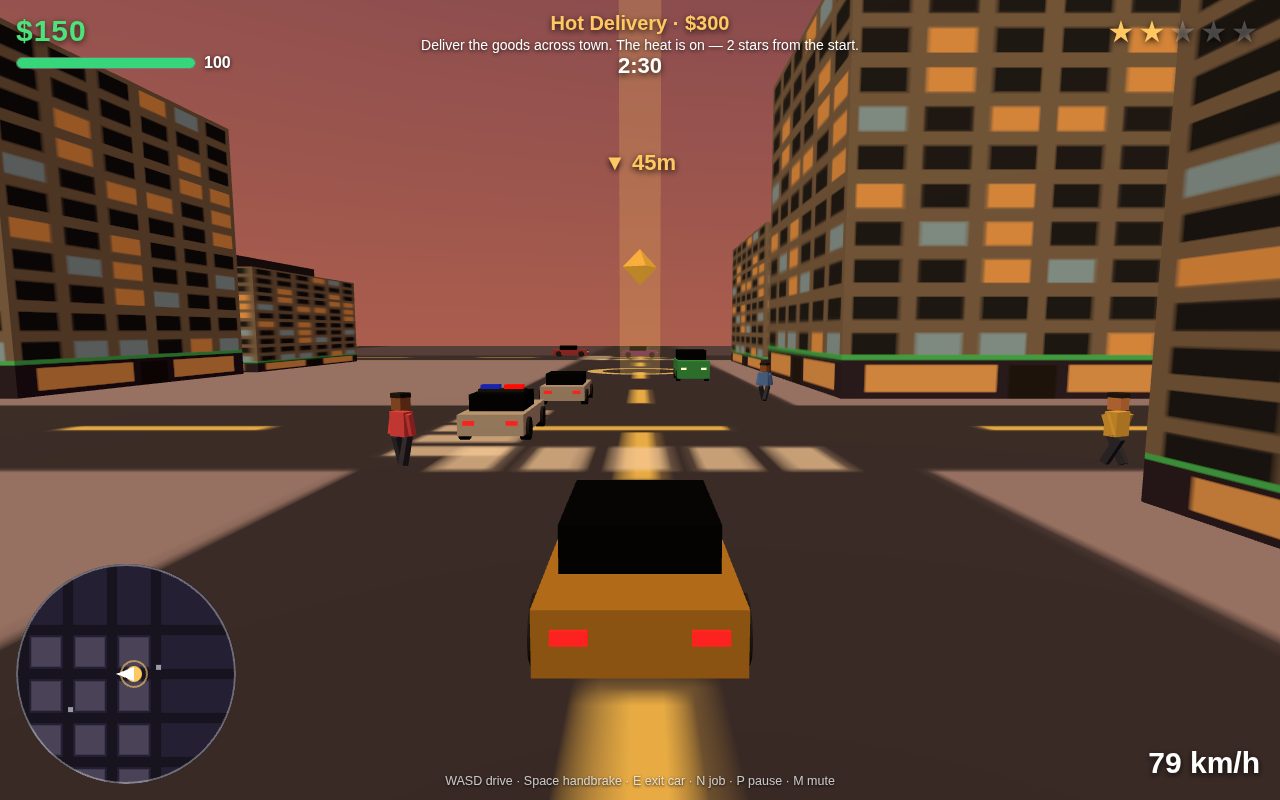 $150
100
Hot Delivery · $300
Deliver the goods across town. The heat is on — 2 stars from the start.
2:30
▼ 45m
79 km/h
WASD drive · Space handbrake · E exit car · N job · P pause · M mute